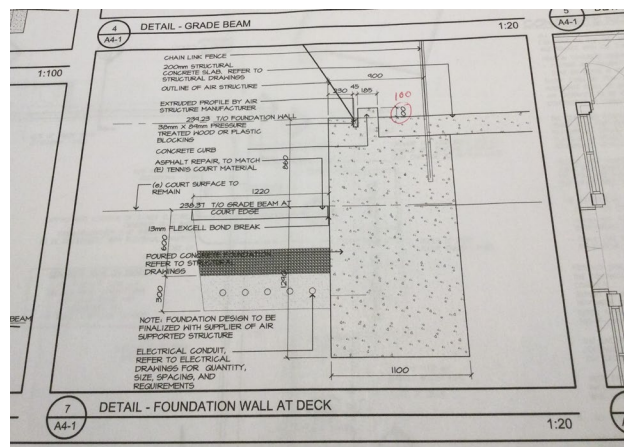 4
A4-1
DETAIL - GRADE BEAM
1:20
5
A4-1
1:100
CHAIN LINK FENCE
200mm STRUCTURAL
CONCRETE SLAB. REFER TO
STRUCTURAL DRAWINGS
OUTLINE OF AIR STRUCTURE
EXTRUDED PROFILE BY AIR
STRUCTURE MANUFACTURER
T/O FOUNDATION WALL
38mm X 89mm PRESSURE
TREATED WOOD OR PLASTIC
BLOCKING
CONCRETE CURB
ASPHALT REPAIR, TO MATCH
(E) TENNIS COURT MATERIAL
(e) COURT SURFACE TO
REMAIN
T/O GRADE BEAM AT
COURT EDGE
13mm FLEXCELL BOND BREAK
POURED CONCRETE FOUNDATION
REFER TO STRUCTURAL
DRAWINGS
NOTE: FOUNDATION DESIGN TO BE
FINALIZED WITH SUPPLIER OF AIR
SUPPORTED STRUCTURE
ELECTRICAL CONDUIT,
REFER TO ELECTRICAL
DRAWINGS FOR QUANTITY,
SIZE, SPACING, AND
REQUIREMENTS
900
230 45 185
100
860
1220
600
300
1290
1100
BEAM
7
A4-1
DETAIL - FOUNDATION WALL AT DECK
1:20